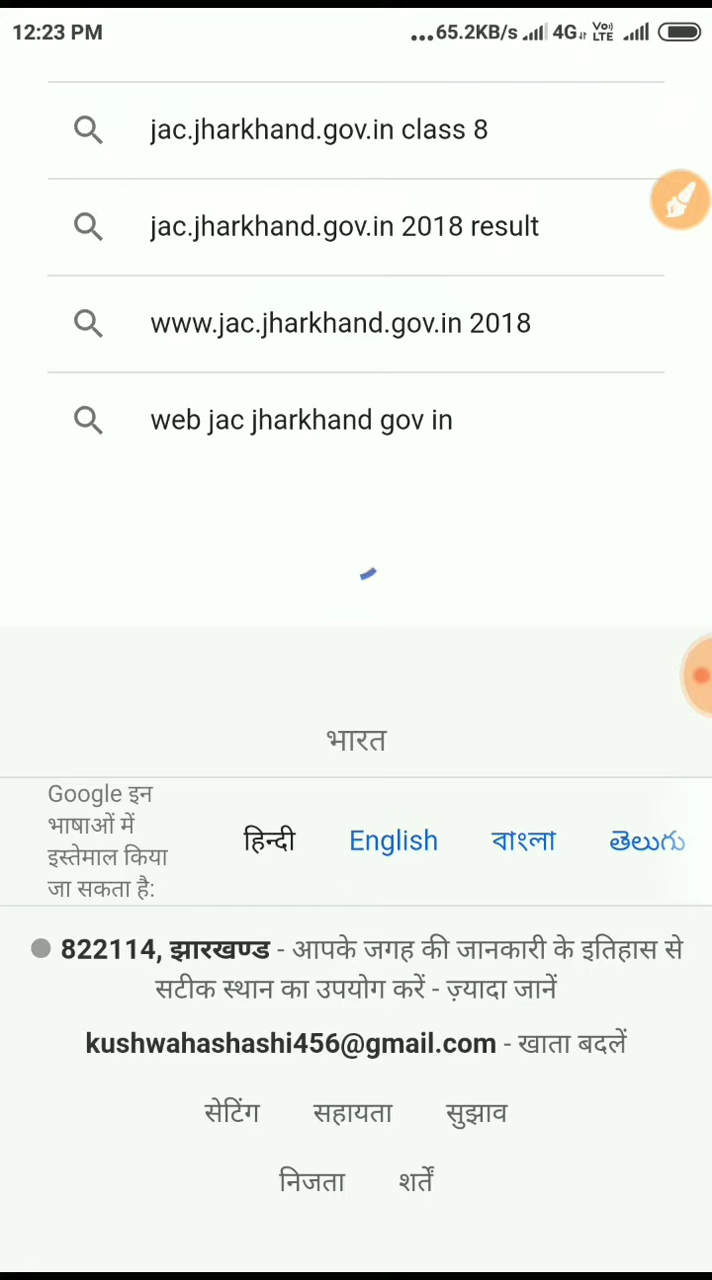 12:23 PM
...65.2KB/s 4G VoLTE
jac.jharkhand.gov.in class 8
jac.jharkhand.gov.in 2018 result
www.jac.jharkhand.gov.in 2018
web jac jharkhand gov in
भारत
Google इन
भाषाओं में
इस्तेमाल किया
जा सकता है:
हिन्दी English বাংলা తెలుగు
822114, झारखण्ड - आपके जगह की जानकारी के इतिहास से
सटीक स्थान का उपयोग करें - ज़्यादा जानें
kushwahashashi456@gmail.com - खाता बदलें
सेटिंग सहायता सुझाव
निजता शर्तें